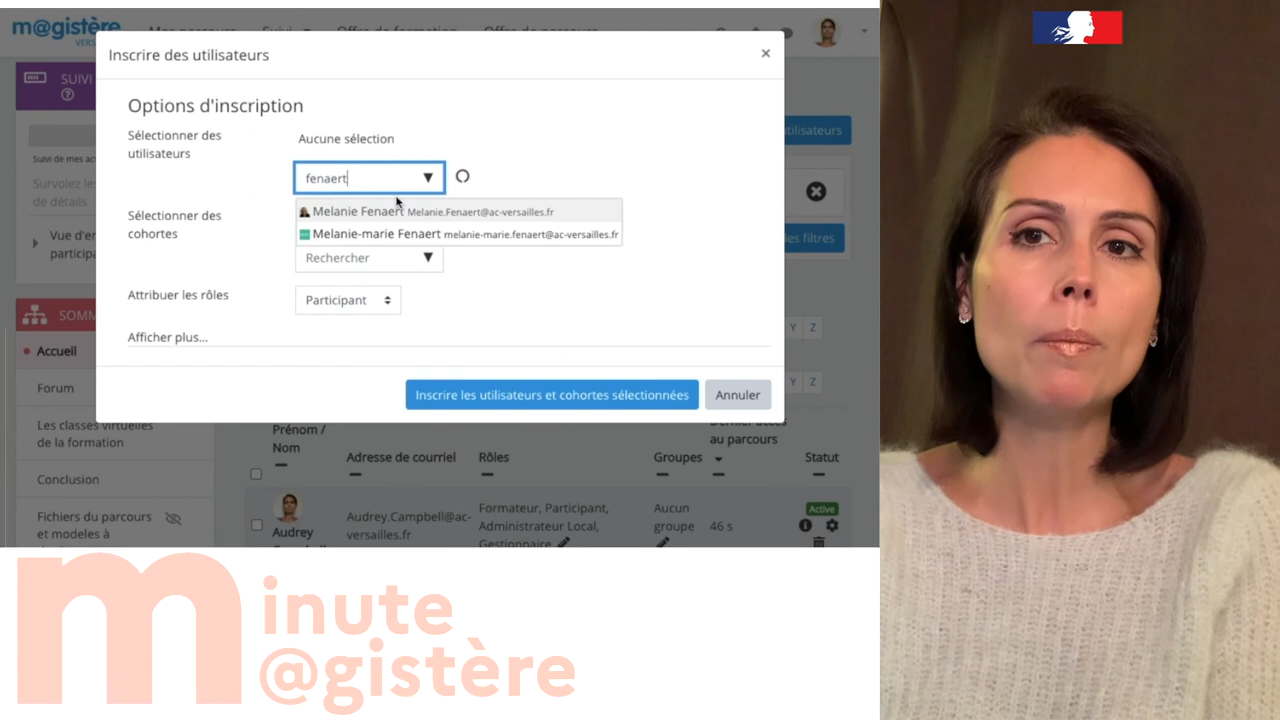 m@gistère
VERS
Mes parcours Suivi Offre de formation Offre de parcours
Inscrire des utilisateurs
×
SUIVI
Options d'inscription
Sélectionner des
utilisateurs
Aucune sélection
utilisateurs
fenaert
Suivi de mes ac
Survolez le
de détails
Melanie Fenaert Melanie.Fenaert@ac-versailles.fr
Melanie-marie Fenaert melanie-marie.fenaert@ac-versailles.fr
Sélectionner des
cohortes
Rechercher
les filtres
Vue d'en
participa
Attribuer les rôles
Participant
SOMM
Afficher plus...
Y Z
Accueil
Forum
Y Z
Inscrire les utilisateurs et cohortes sélectionnées
Annuler
Les classes virtuelles
de la formation
Prénom /
Nom
Adresse de courriel
Rôles
Groupes
Dernier accès
au parcours
Statut
Conclusion
Fichiers du parcours
et modeles à
Audrey
Campbell
Audrey.Campbell@ac-
versailles.fr
Formateur, Participant,
Administrateur Local,
Gestionnaire
Aucun
groupe
46 s
Active
minute
m@gistère